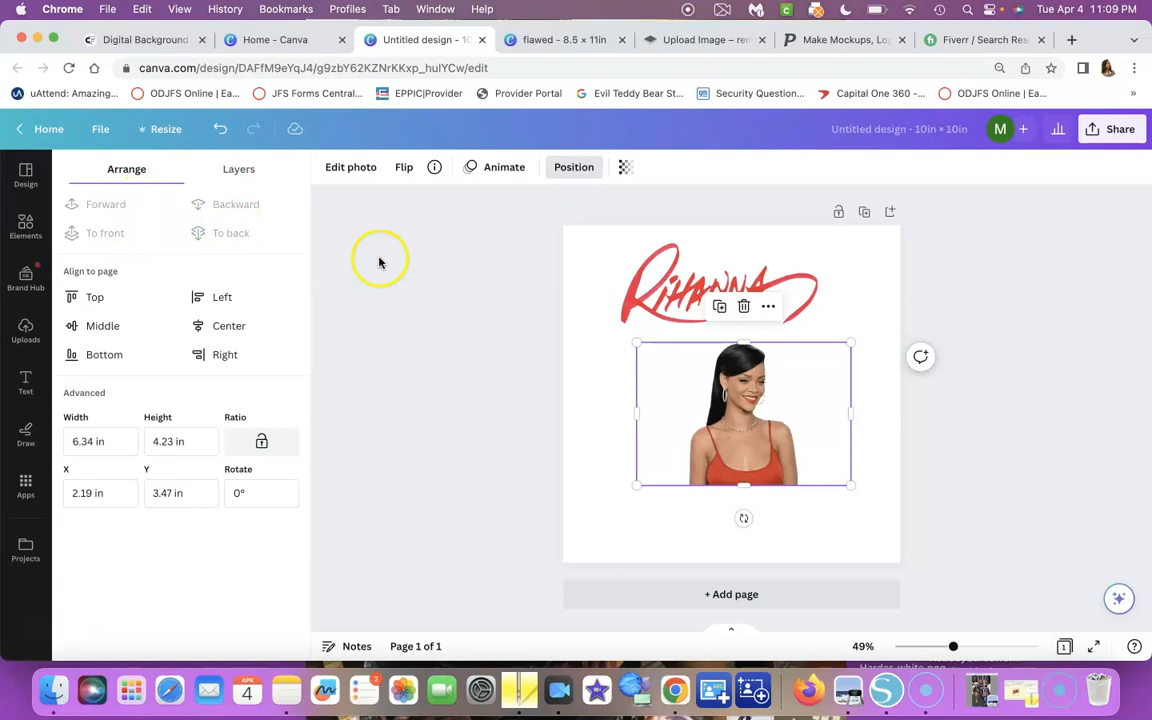 Chrome File Edit View History Bookmarks Profiles Tab Window Help Tue Apr 4 11:09 PM
Digital Background Home - Canva Untitled design - 10 flawed - 8.5 × 11in Upload Image – rem Make Mockups, Lo Fiverr / Search Res
canva.com/design/DAFfM9eYqJ4/g9zbY62KZNrKKxp_hulYCw/edit
uAttend: Amazing... ODJFS Online | Ea... JFS Forms Central... EPPIC|Provider Provider Portal Evil Teddy Bear St... Security Question... Capital One 360 -... ODJFS Online | Ea... »
Home File Resize Untitled design - 10in × 10in M Share
Arrange Layers Edit photo Flip Animate Position
Design
Forward Backward
To front To back
Elements
Align to page
Brand Hub
Top Left
Middle Center
Uploads
Bottom Right
Text
Advanced
Width Height Ratio
6.34 in 4.23 in
Draw
X Y Rotate
2.19 in 3.47 in 0°
Apps
Projects
RIHANNA
+ Add page
Notes Page 1 of 1 49% 1
APR
4
2